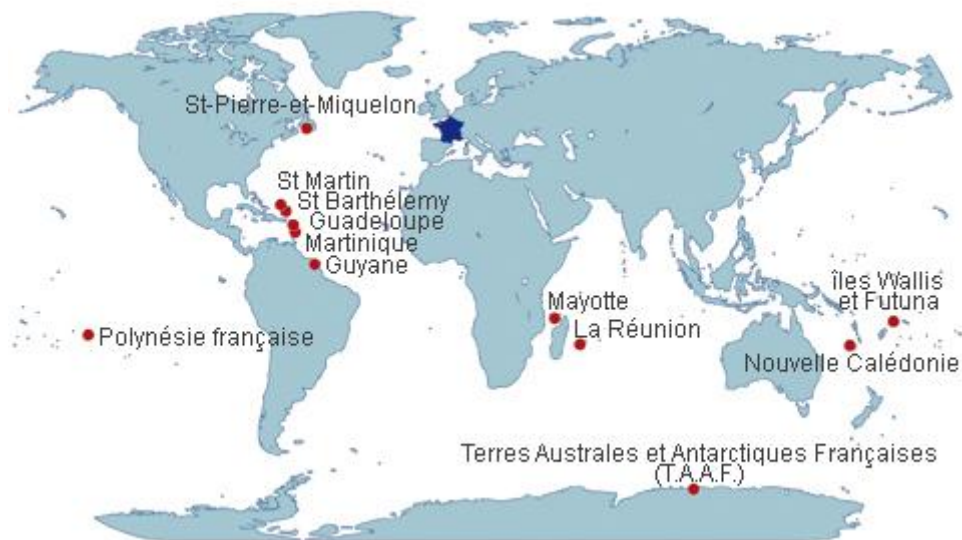 St-Pierre-et-Miquelon
St Martin
St Barthélemy
Guadeloupe
Martinique
Guyane
îles Wallis
et Futuna
Mayotte
La Réunion
Polynésie française
Nouvelle Calédonie
Terres Australes et Antarctiques Françaises
(T.A.A.F.)